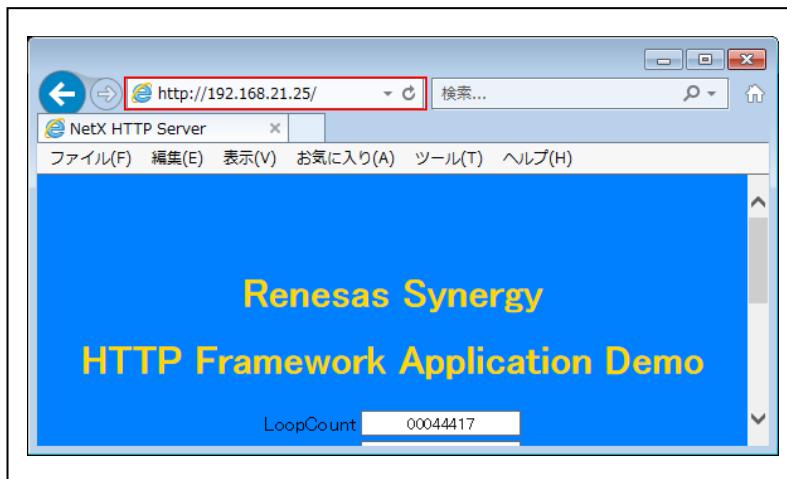 http://192.168.21.25/
検索...
NetX HTTP Server
ファイル(F) 編集(E) 表示(V) お気に入り(A) ツール(T) ヘルプ(H)
Renesas Synergy
HTTP Framework Application Demo
LoopCount 00044417